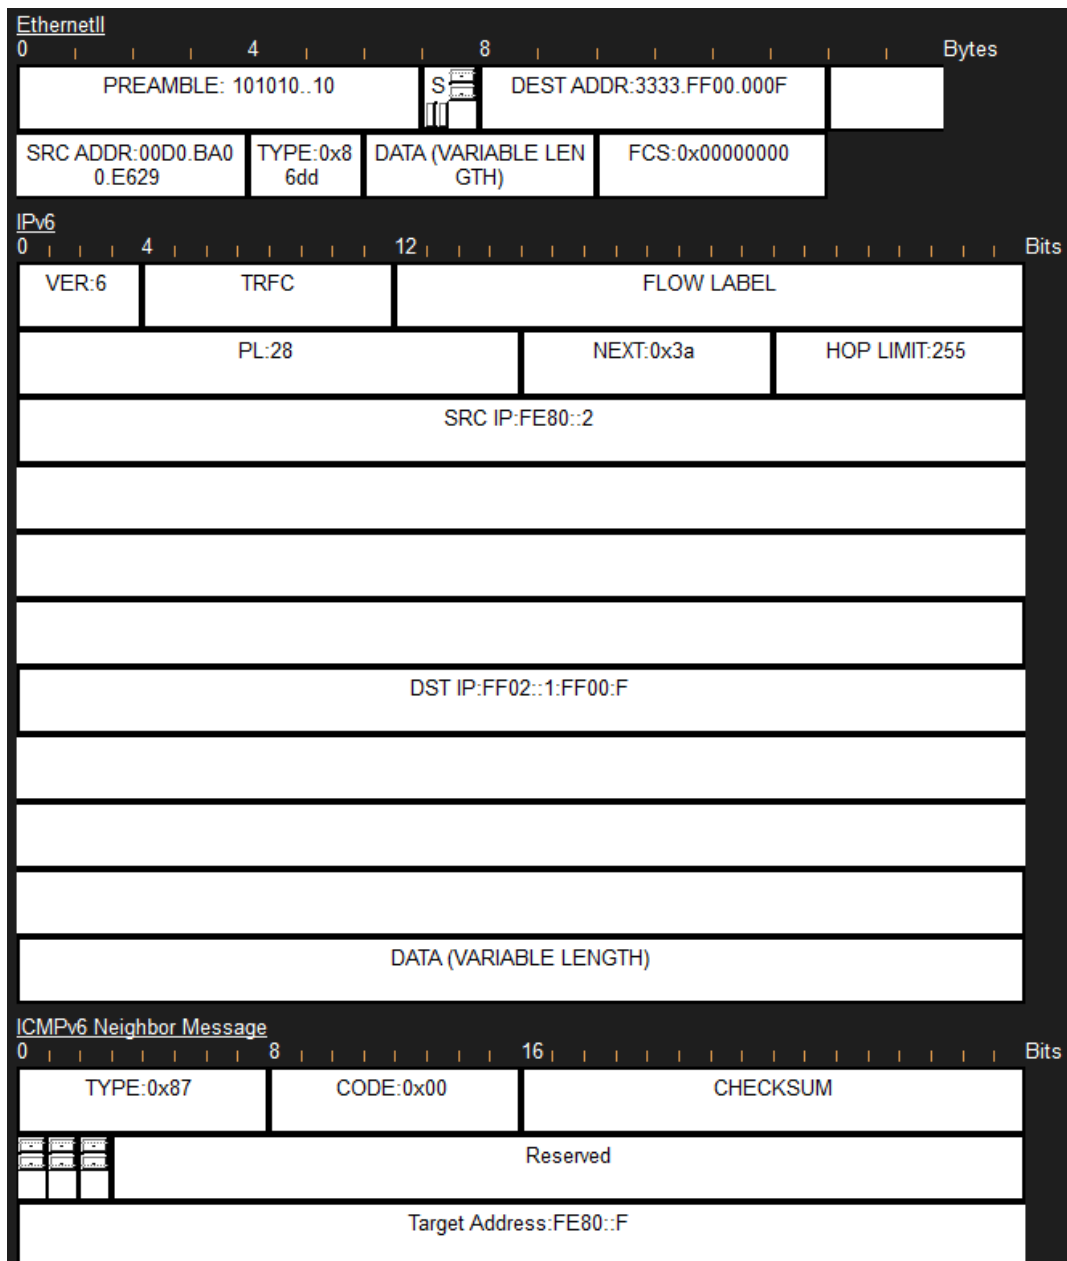 EthernetII
0 4 8 Bytes
PREAMBLE: 101010..10 S DEST ADDR:3333.FF00.000F
SRC ADDR:00D0.BA0 TYPE:0x8 DATA (VARIABLE LEN FCS:0x00000000
0.E629 6dd GTH)
IPv6
0 4 12 Bits
VER:6 TRFC FLOW LABEL
PL:28 NEXT:0x3a HOP LIMIT:255
SRC IP:FE80::2
DST IP:FF02::1:FF00:F
DATA (VARIABLE LENGTH)
ICMPv6 Neighbor Message
0 8 16 Bits
TYPE:0x87 CODE:0x00 CHECKSUM
Reserved
Target Address:FE80::F